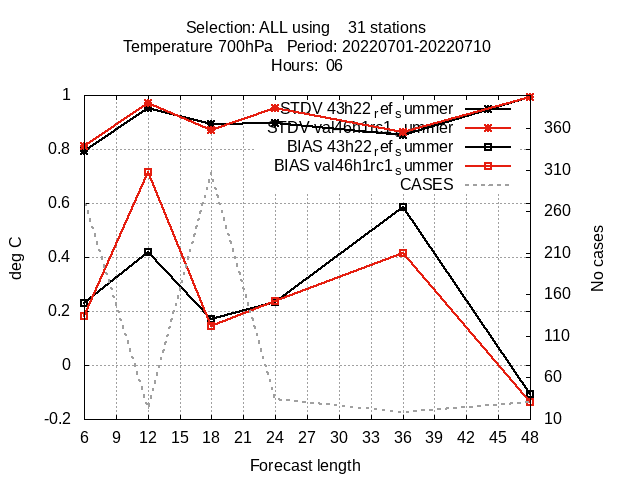 Selection: ALL using 31 stations
Temperature 700hPa Period: 20220701-20220710
Hours: 06
STDV 43h22_ref_summer
STDV val46h1rc1_summer
BIAS 43h22_ref_summer
BIAS val46h1rc1_summer
CASES
1
0.8
0.6
0.4
0.2
0
-0.2
deg C
360
310
260
210
160
110
60
10
No cases
6 9 12 15 18 21 24 27 30 33 36 39 42 45 48
Forecast length